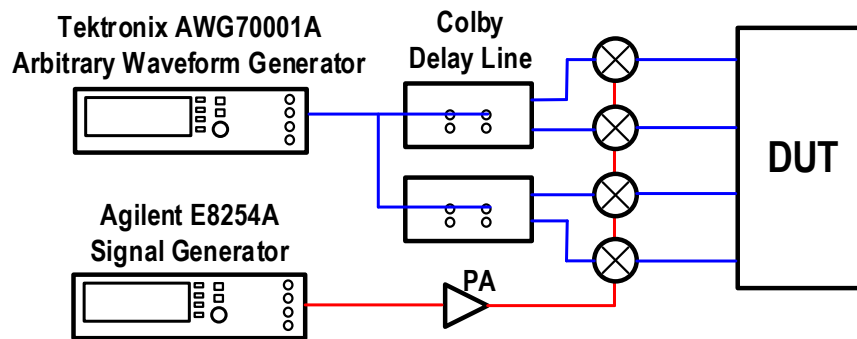 Tektronix AWG70001A
Arbitrary Waveform Generator
Colby
Delay Line
DUT
Agilent E8254A
Signal Generator
PA